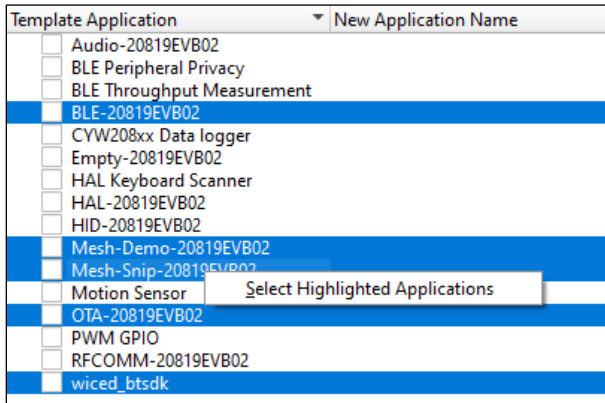 Template Application New Application Name
Audio-20819EVB02
BLE Peripheral Privacy
BLE Throughput Measurement
BLE-20819EVB02
CYW208xx Data logger
Empty-20819EVB02
HAL Keyboard Scanner
HAL-20819EVB02
HID-20819EVB02
Mesh-Demo-20819EVB02
Mesh-Snip-20819EVB02
Select Highlighted Applications
Motion Sensor
OTA-20819EVB02
PWM GPIO
RFCOMM-20819EVB02
wiced_btsdk